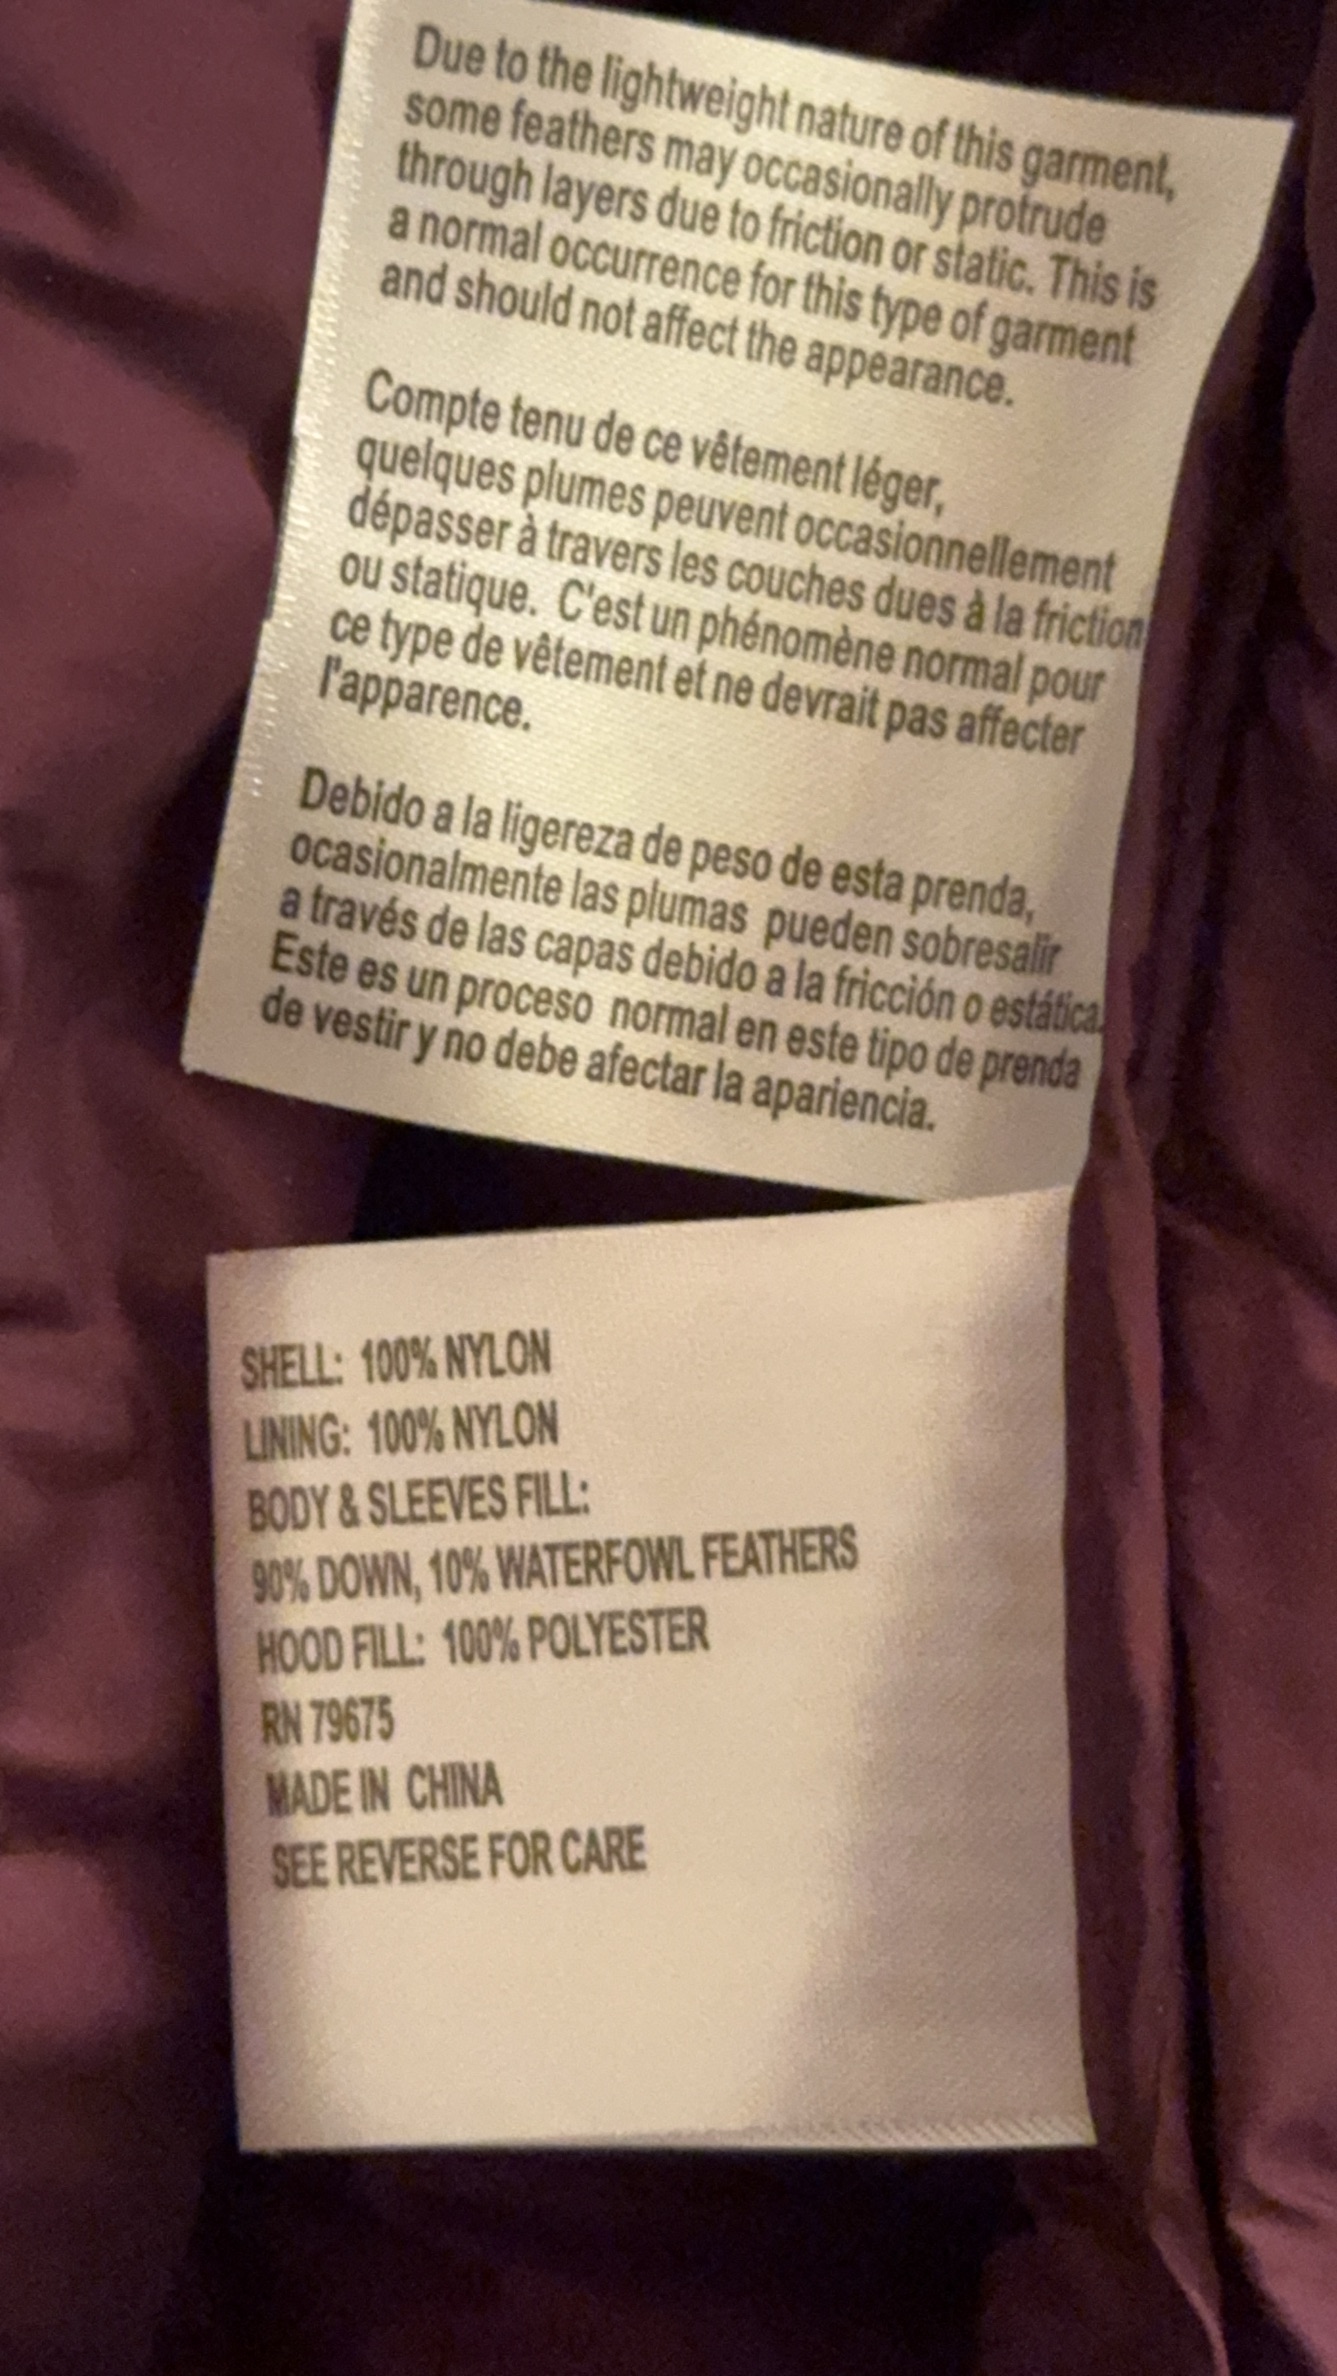 Due to the lightweight nature of this garment,
some feathers may occasionally protrude
through layers due to friction or static. This is
a normal occurrence for this type of garment
and should not affect the appearance.
Compte tenu de ce vêtement léger,
quelques plumes peuvent occasionnellement
dépasser à travers les couches dues à la friction
ou statique. C'est un phénomène normal pour
ce type de vêtement et ne devrait pas affecter
l'apparence.
Debido a la ligereza de peso de esta prenda,
ocasionalmente las plumas pueden sobresalir
a través de las capas debido a la fricción o estática.
Este es un proceso normal en este tipo de prenda
de vestir y no debe afectar la apariencia.
SHELL: 100% NYLON
LINING: 100% NYLON
BODY & SLEEVES FILL:
90% DOWN, 10% WATERFOWL FEATHERS
HOOD FILL: 100% POLYESTER
RN 79675
MADE IN CHINA
SEE REVERSE FOR CARE